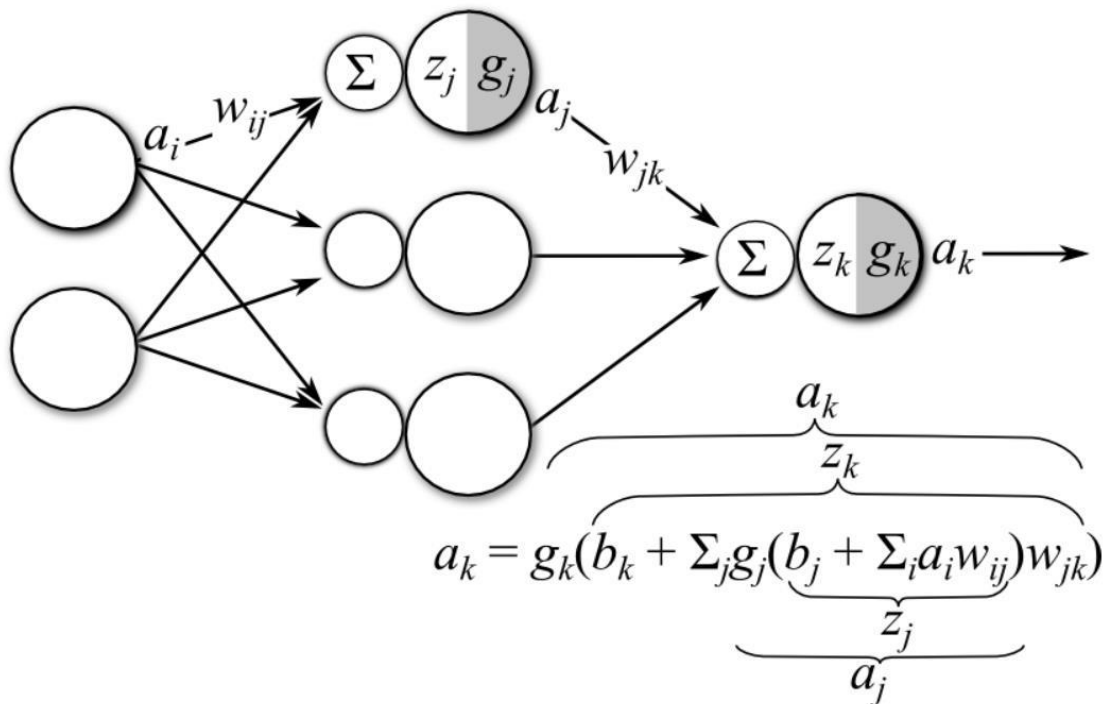 Σ z_j g_j
a_i w_ij a_j
w_jk
Σ z_k g_k a_k
a_k
z_k
a_k = g_k(b_k + Σ_j g_j(b_j + Σ_i a_i w_ij)w_jk)
z_j
a_j